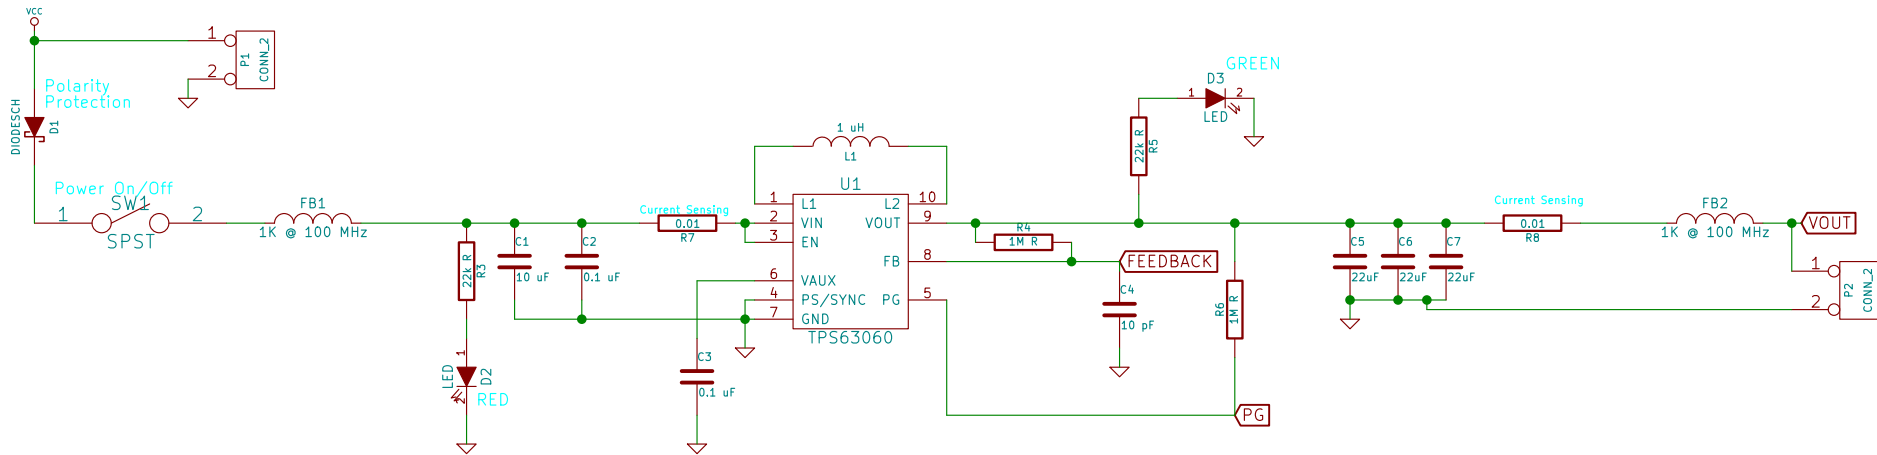 VCC
1
2
P1
CONN_2
Polarity
Protection
DIODESCH
D1
Power On/Off
SW1
1
2
SPST
FB1
1K @ 100 MHz
22k R
R3
C1
10 uF
C2
0.1 uF
LED
1
2
D2
RED
Current Sensing
0.01
R7
1 uH
L1
U1
1
L1
2
VIN
3
EN
6
VAUX
4
PS/SYNC
7
GND
10
L2
9
VOUT
8
FB
5
PG
TPS63060
C3
0.1 uF
R4
1M R
FEEDBACK
C4
10 pF
GREEN
D3
1
2
LED
22k R
R5
R6
1M R
PG
C5
22uF
C6
22uF
C7
22uF
Current Sensing
0.01
R8
FB2
1K @ 100 MHz
VOUT
1
2
P2
CONN_2